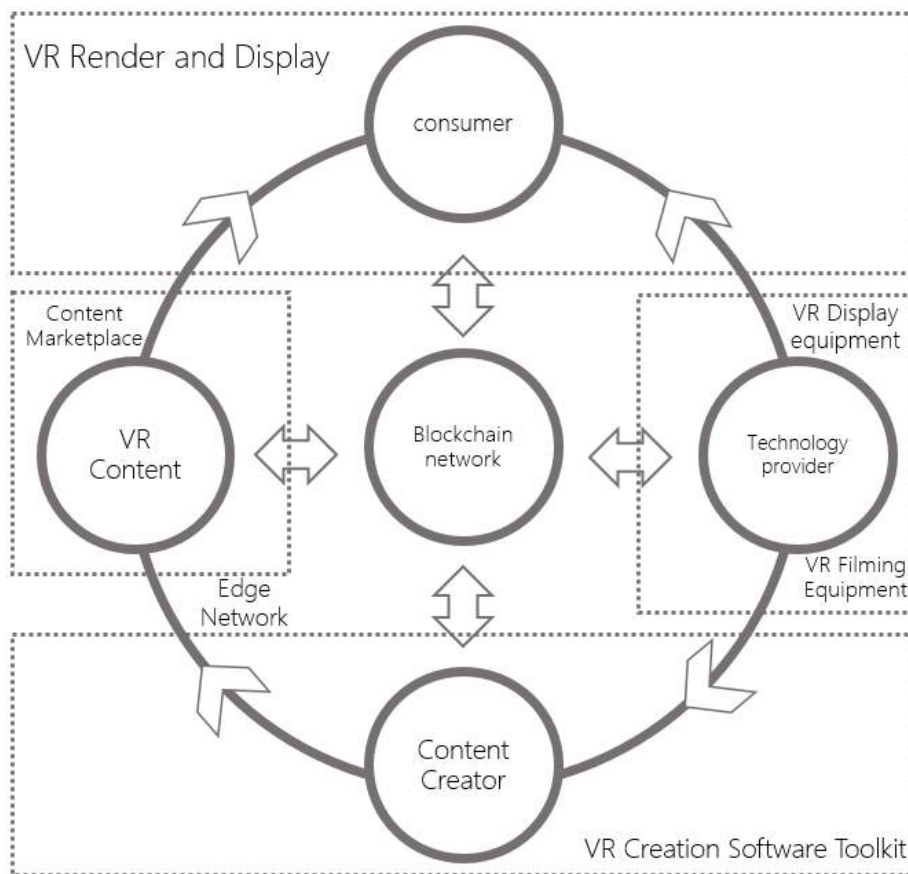 VR Render and Display
consumer
Content
Marketplace
VR Display
equipment
VR
Content
Blockchain
network
Technology
provider
Edge
Network
VR Filming
Equipment
Content
Creator
VR Creation Software Toolkit